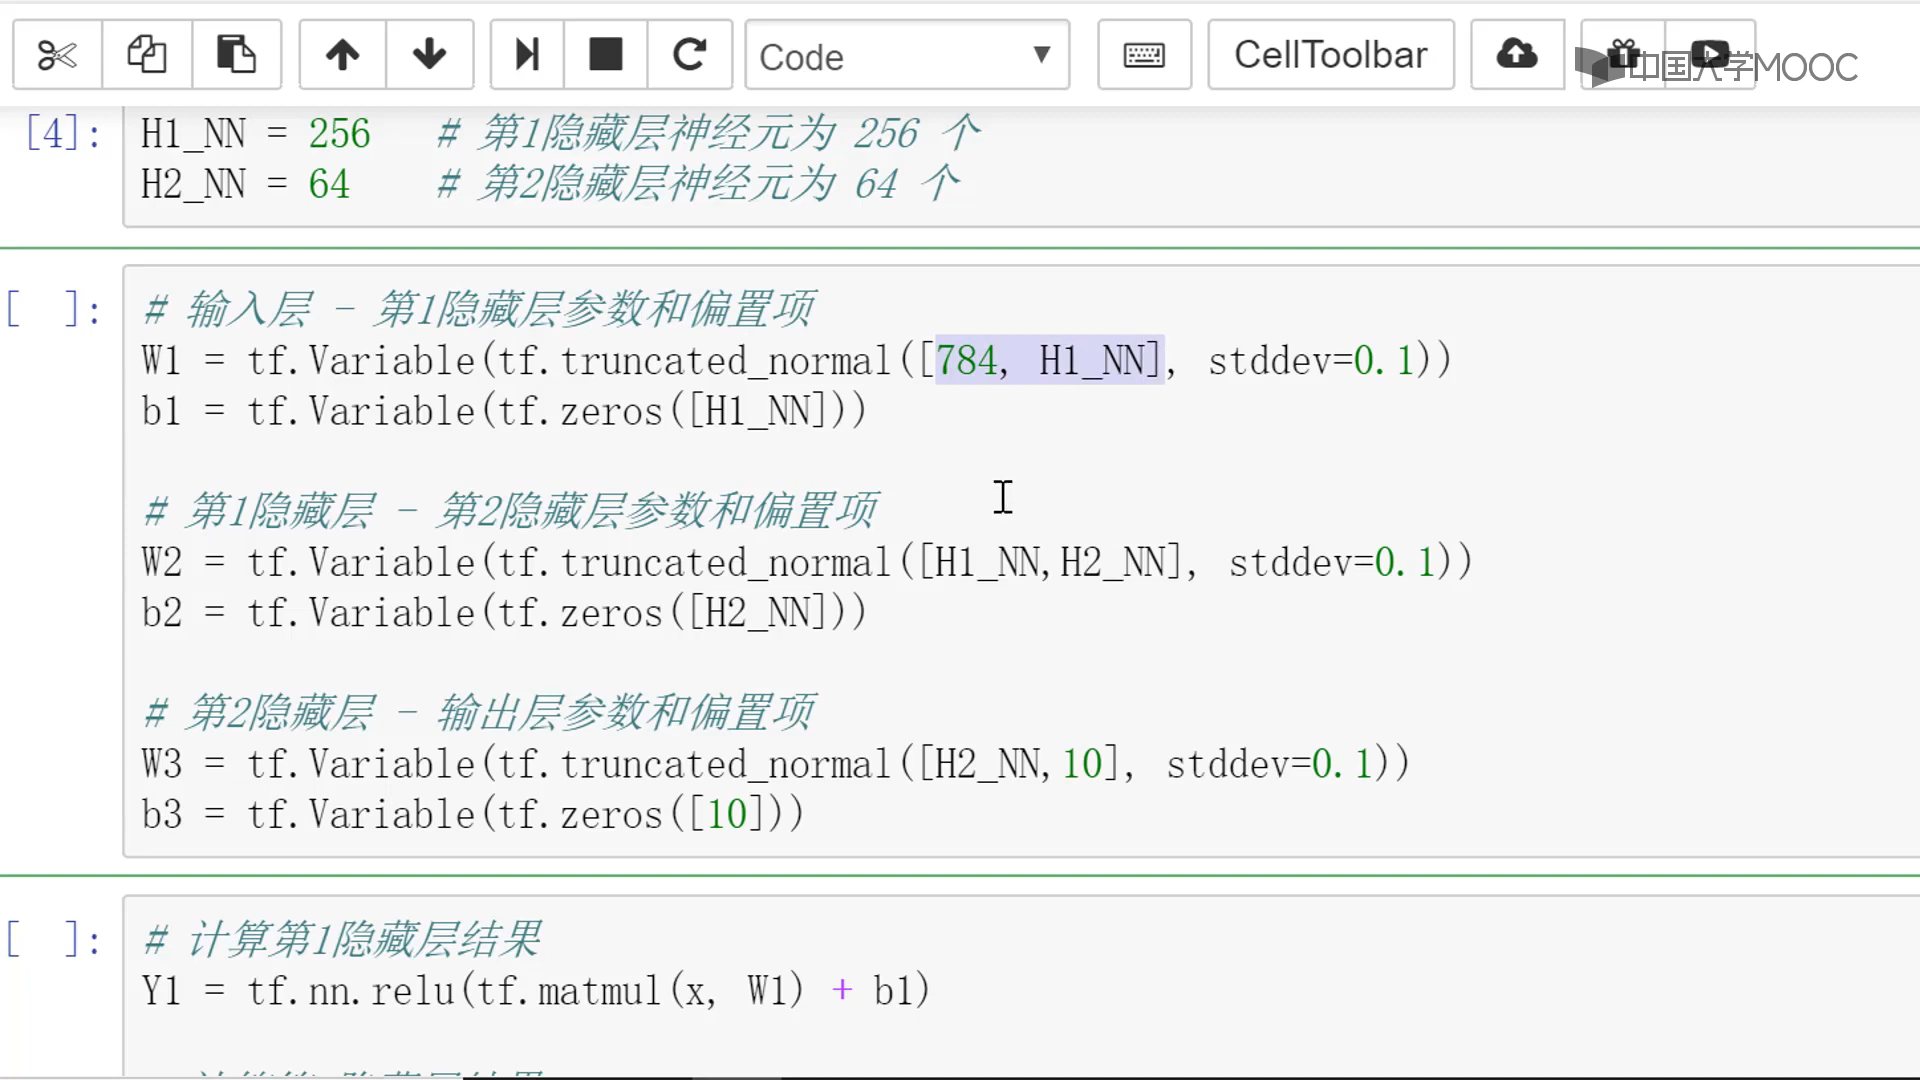 Code
CellToolbar
中国大学MOOC
[4]: H1_NN = 256 # 第1隐藏层神经元为 256 个
H2_NN = 64 # 第2隐藏层神经元为 64 个
[ ]: # 输入层 - 第1隐藏层参数和偏置项
W1 = tf.Variable(tf.truncated_normal([784, H1_NN], stddev=0.1))
b1 = tf.Variable(tf.zeros([H1_NN]))
# 第1隐藏层 - 第2隐藏层参数和偏置项
W2 = tf.Variable(tf.truncated_normal([H1_NN,H2_NN], stddev=0.1))
b2 = tf.Variable(tf.zeros([H2_NN]))
# 第2隐藏层 - 输出层参数和偏置项
W3 = tf.Variable(tf.truncated_normal([H2_NN,10], stddev=0.1))
b3 = tf.Variable(tf.zeros([10]))
[ ]: # 计算第1隐藏层结果
Y1 = tf.nn.relu(tf.matmul(x, W1) + b1)